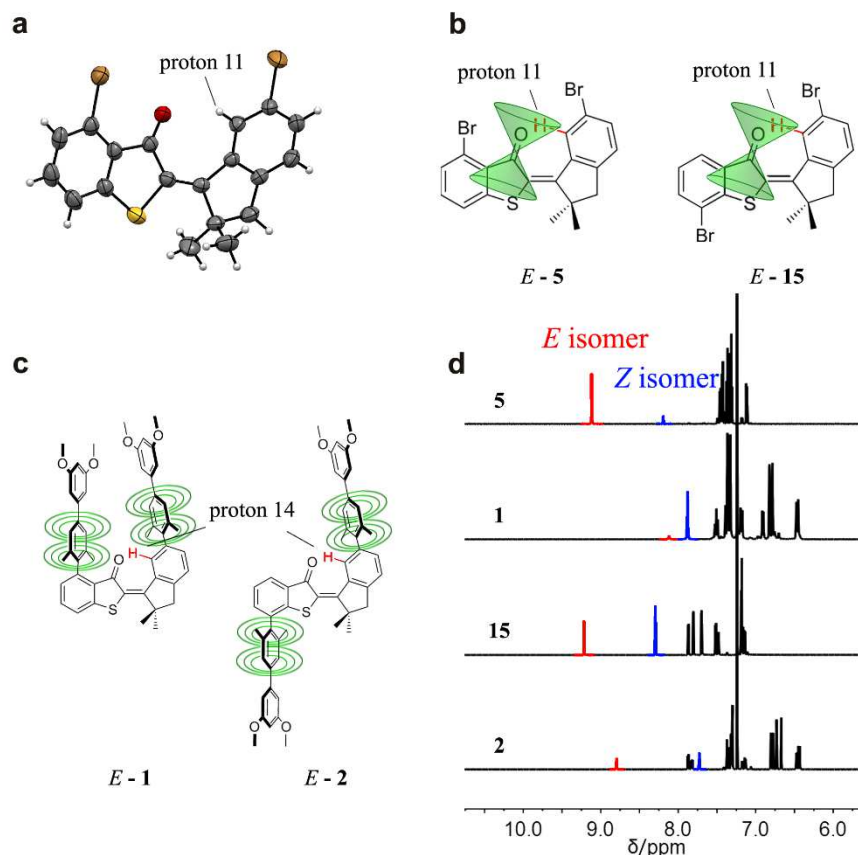 a
proton 11
b
proton 11
proton 11
Br
Br
O
H
S
Br
O
H
S
Br
E - 5
E - 15
c
O
O
O
O
O
O
proton 14
H
O
S
H
O
S
O
O
E - 1
E - 2
d
E isomer
Z isomer
5
1
15
2
10.0 9.0 8.0 7.0 6.0
δ/ppm